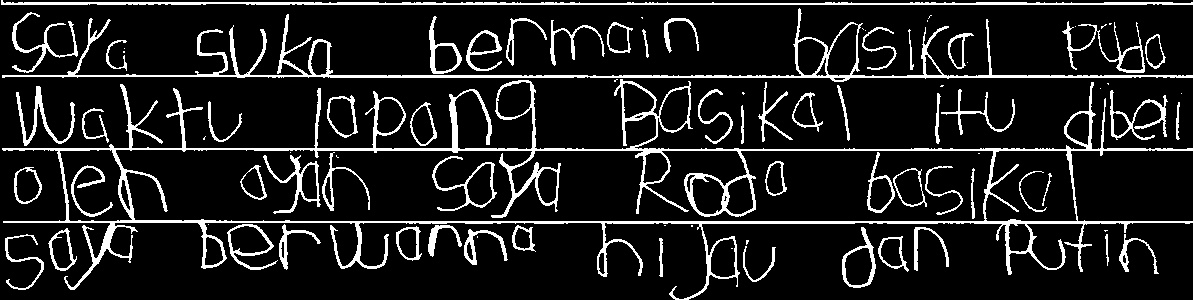 saya suka bermain basikal pada
Waktu lapang Basikal itu dibeli
oleh ayah saya Roda basikal
saya berwarna hijau dan Putih